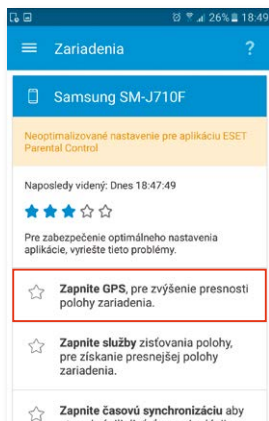 26% 18:49
Zariadenia ?
Samsung SM-J710F
Neoptimalizované nastavenie pre aplikáciu ESET
Parental Control
Naposledy videný: Dnes 18:47:49
Pre zabezpečenie optimálneho nastavenia
aplikácie, vyriešte tieto problémy.
Zapnite GPS, pre zvýšenie presnosti
polohy zariadenia.
Zapnite služby zisťovania polohy,
pre získanie presnejšej polohy
zariadenia.
Zapnite časovú synchronizáciu aby